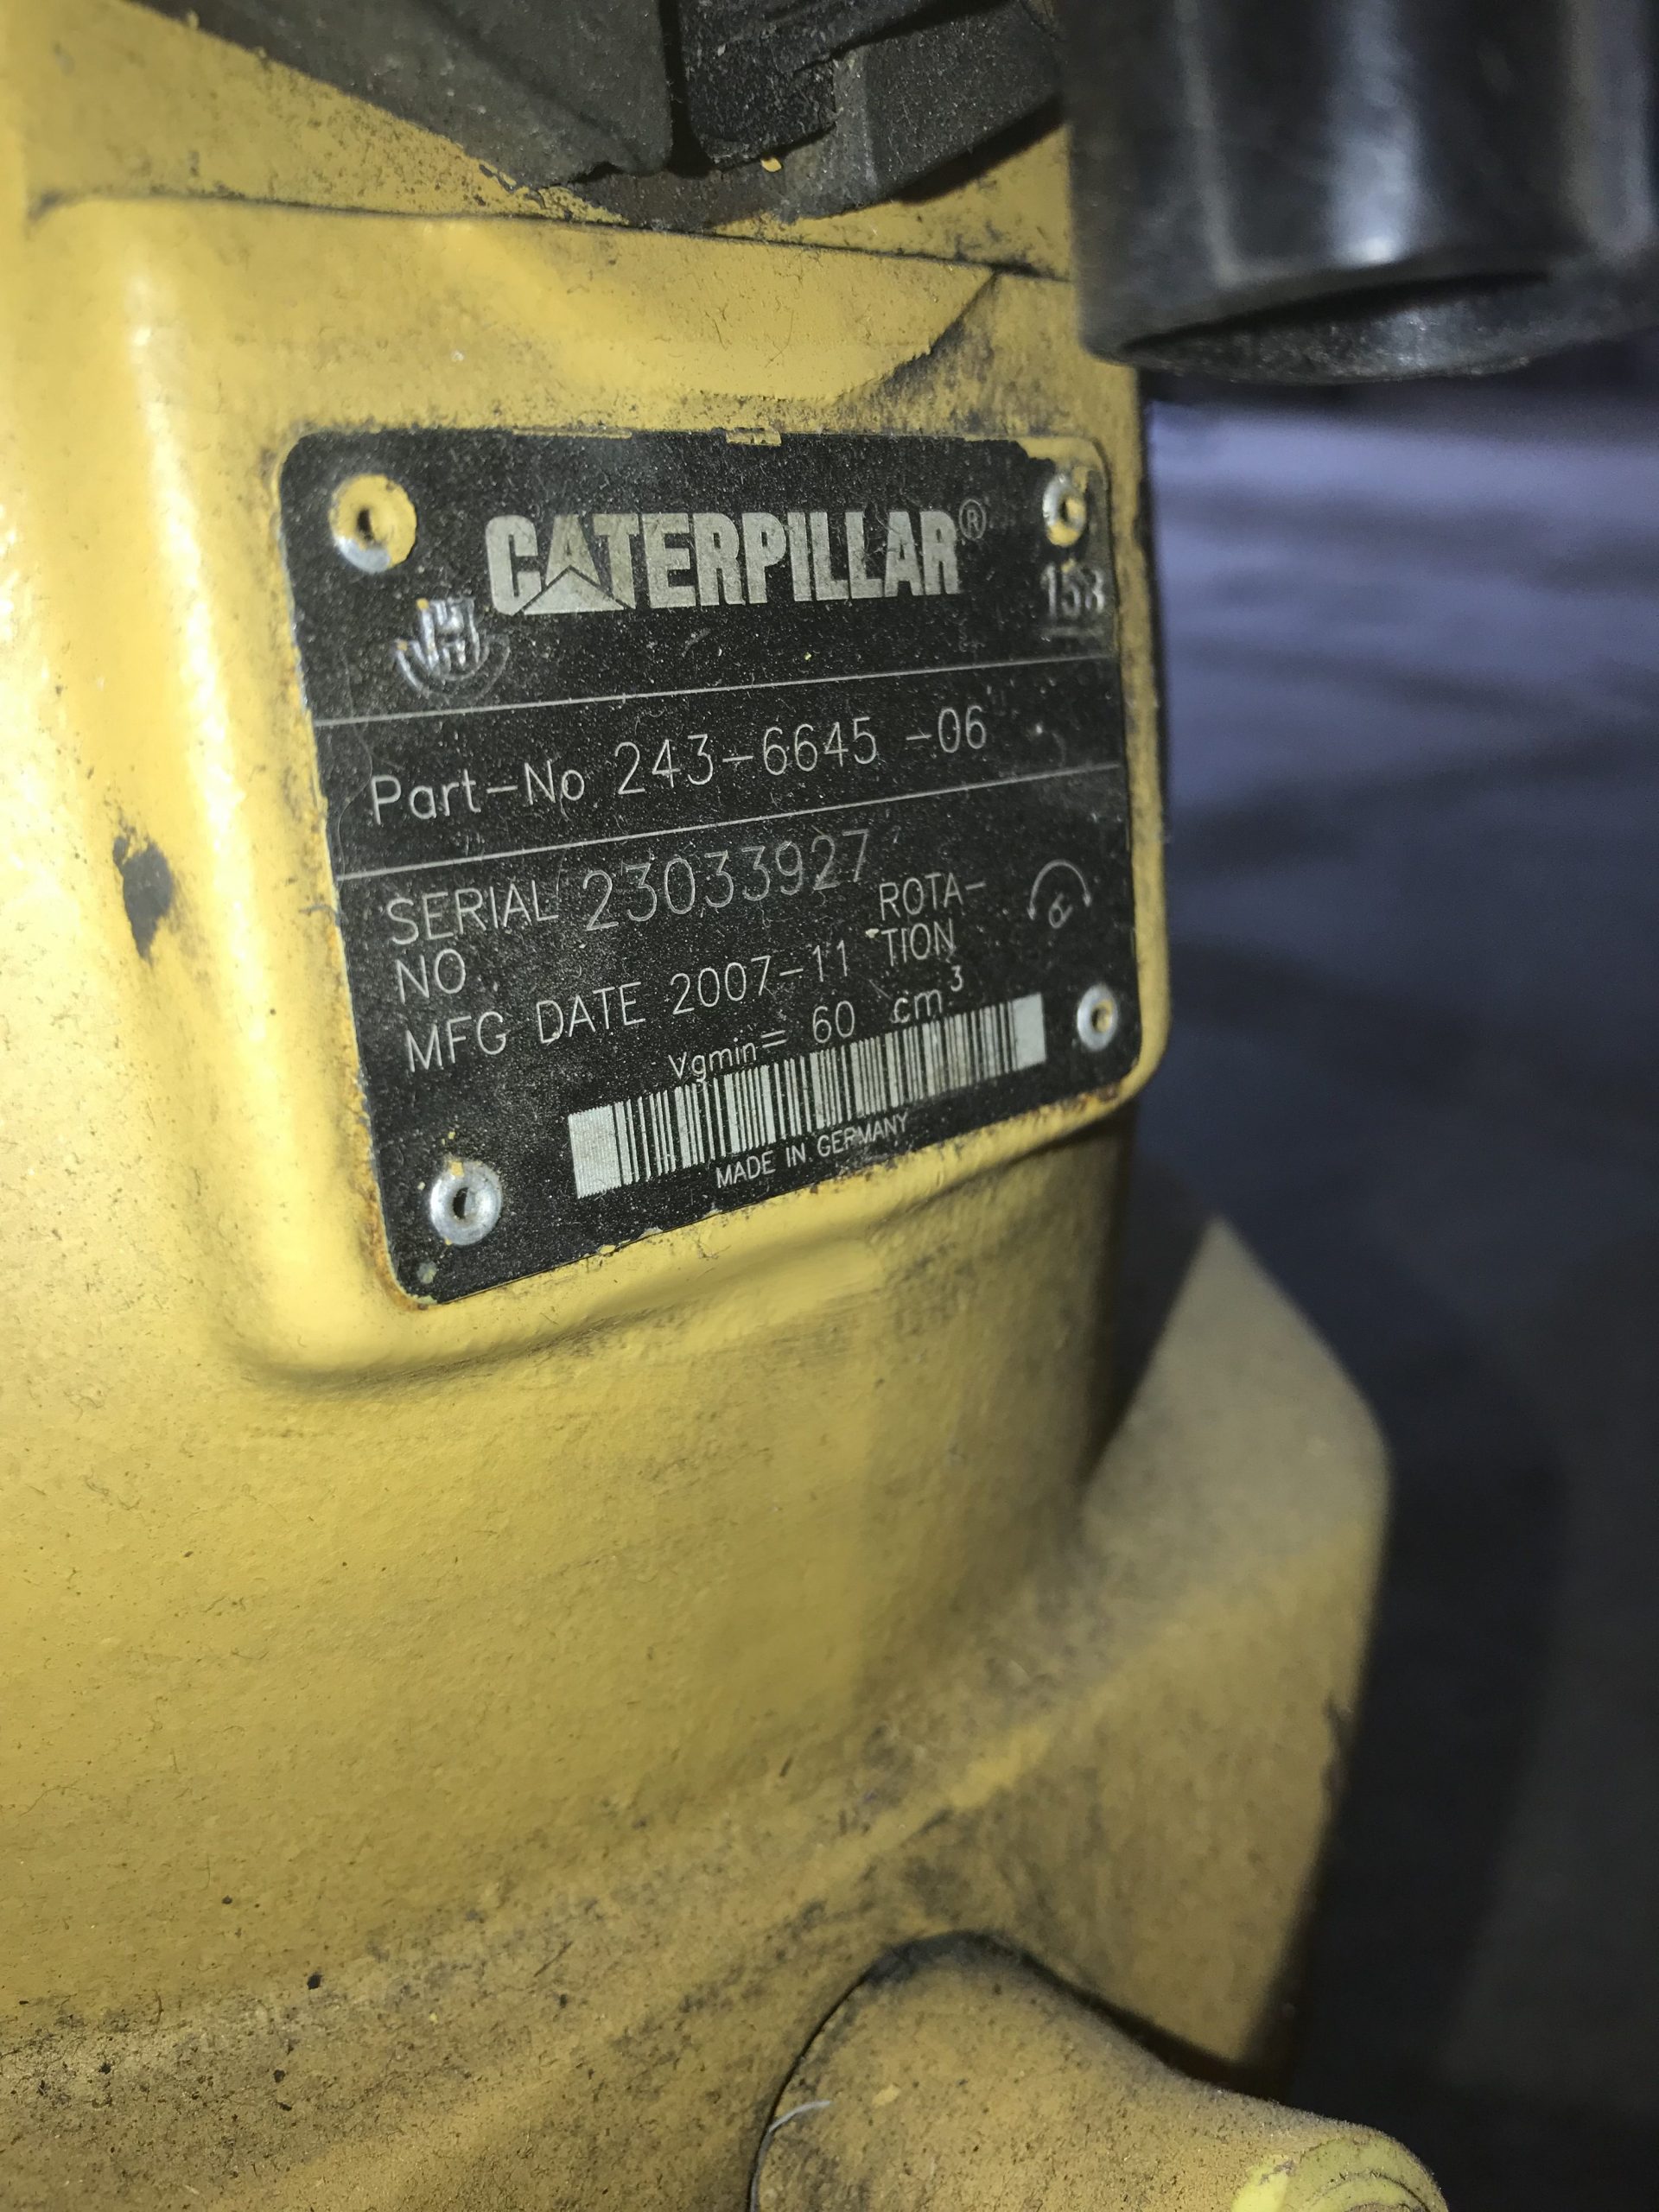 CATERPILLAR®
158
Part-No 243-6645 -06
SERIAL NO 23033927
MFG DATE 2007-11 ROTA-TION
Vgmin= 60 cm³
MADE IN GERMANY